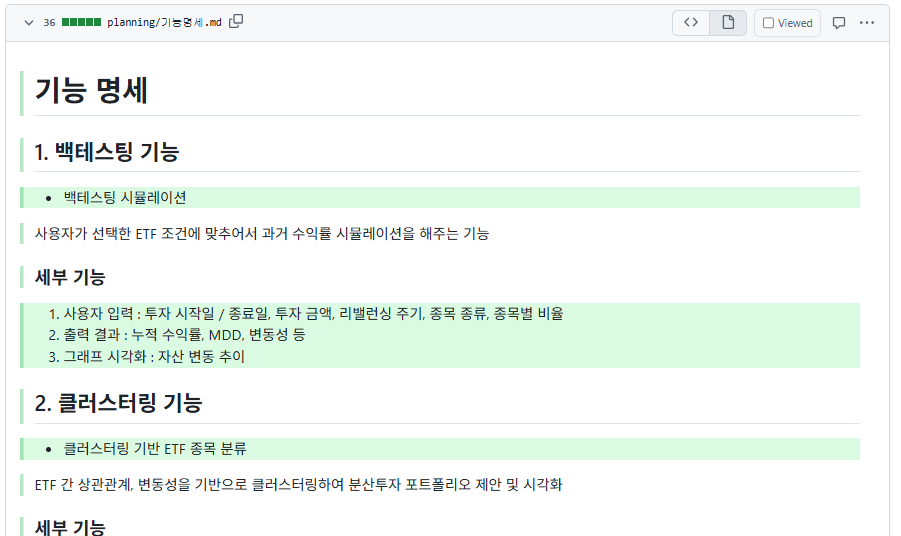 36 planning/기능명세.md Viewed
기능 명세
1. 백테스팅 기능
• 백테스팅 시뮬레이션
사용자가 선택한 ETF 조건에 맞추어서 과거 수익률 시뮬레이션을 해주는 기능
세부 기능
1. 사용자 입력 : 투자 시작일 / 종료일, 투자 금액, 리밸런싱 주기, 종목 종류, 종목별 비율
2. 출력 결과 : 누적 수익률, MDD, 변동성 등
3. 그래프 시각화 : 자산 변동 추이
2. 클러스터링 기능
• 클러스터링 기반 ETF 종목 분류
ETF 간 상관관계, 변동성을 기반으로 클러스터링하여 분산투자 포트폴리오 제안 및 시각화
세부 기능